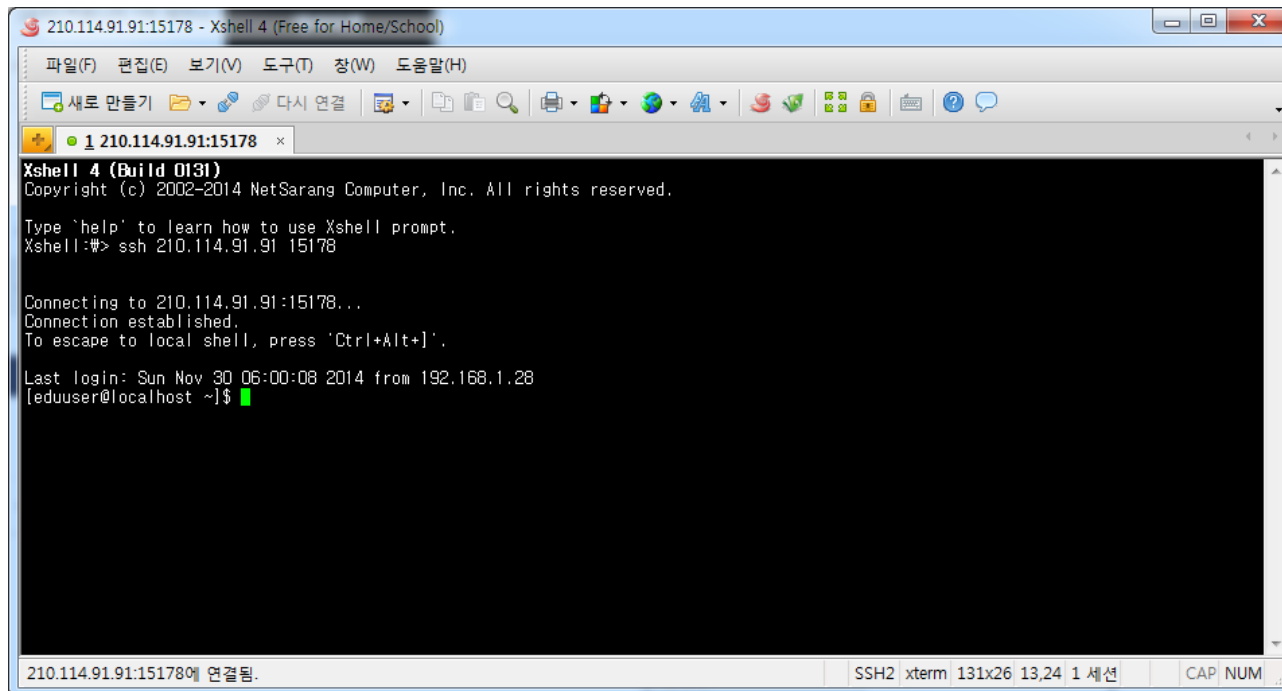 210.114.91.91:15178 - Xshell 4 (Free for Home/School)
파일(F) 편집(E) 보기(V) 도구(T) 창(W) 도움말(H)
새로 만들기 다시 연결
1 210.114.91.91:15178 ×
Xshell 4 (Build 0131)
Copyright (c) 2002-2014 NetSarang Computer, Inc. All rights reserved.
Type `help' to learn how to use Xshell prompt.
Xshell:₩> ssh 210.114.91.91 15178
Connecting to 210.114.91.91:15178...
Connection established.
To escape to local shell, press 'Ctrl+Alt+]'.
Last login: Sun Nov 30 06:00:08 2014 from 192.168.1.28
[eduuser@localhost ~]$
210.114.91.91:15178에 연결됨. SSH2 xterm 131x26 13,24 1 세션 CAP NUM